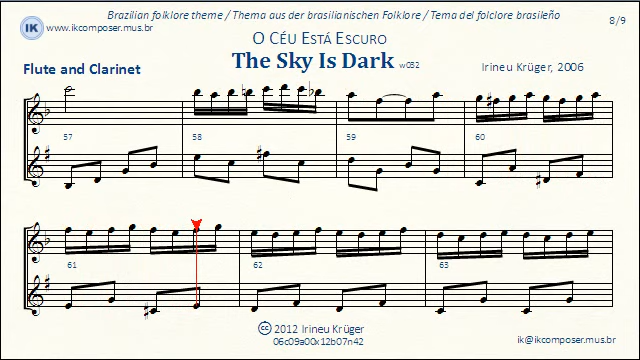 Brazilian folklore theme / Thema aus der brasilianischen Folklore / Tema del folclore brasileño
8/9
IK
www.ikcomposer.mus.br
O CÉU ESTÁ ESCURO
The Sky Is Dark w032
Flute and Clarinet
Irineu Krüger, 2006
57 58 59 60
61 62 63
cc 2012 Irineu Krüger
06c09a00x12b07n42
ik@ikcomposer.mus.br